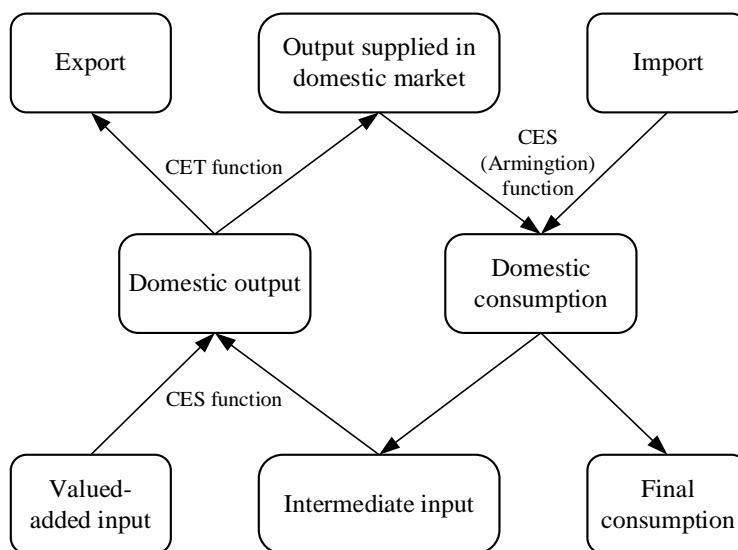 Export
Output supplied in
domestic market
Import
CET function
CES
(Armingtion)
function
Domestic output
Domestic
consumption
CES function
Valued-
added input
Intermediate input
Final
consumption